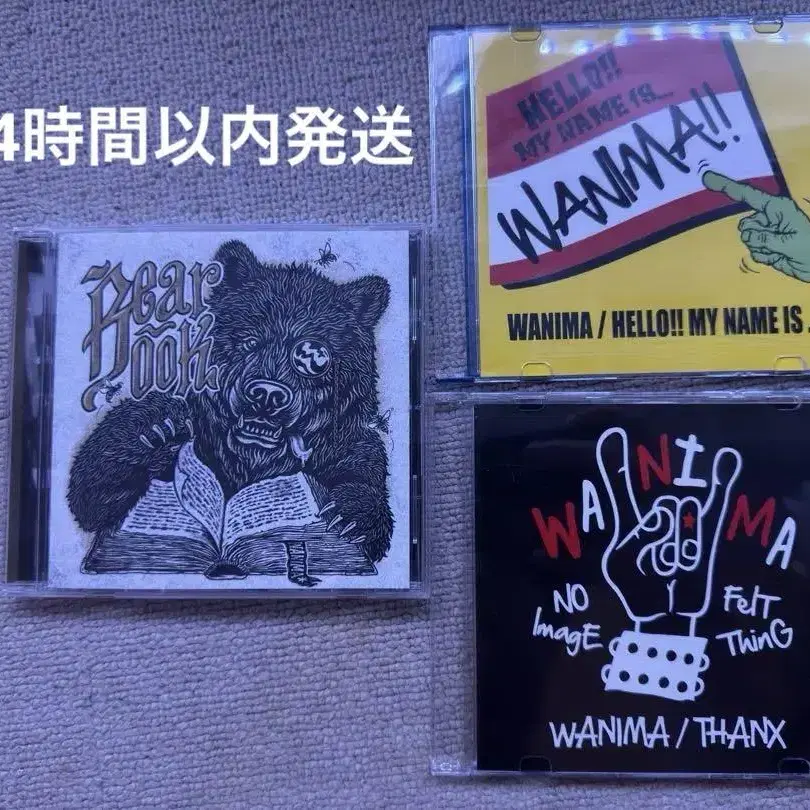 4時間以内発送
Bear
Book
HELLO!!
MY NAME IS...
WANIMA!!
WANIMA / HELLO!! MY NAME IS
WANIMA
NO
ImagE
FelT
ThinG
WANIMA / THANX